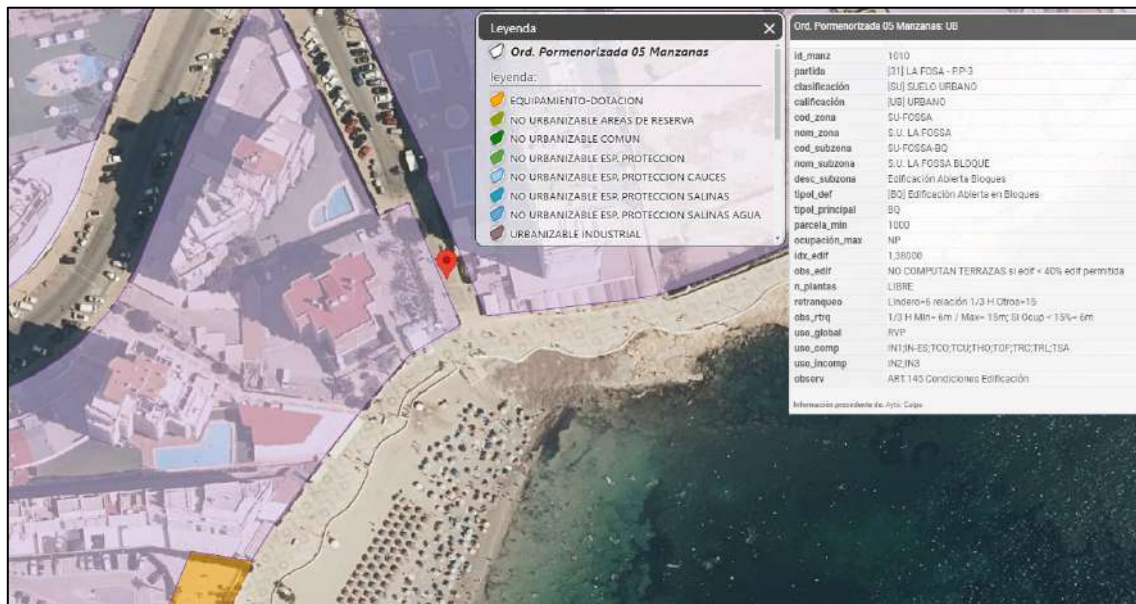 Leyenda
Ord. Pormenorizada 05 Manzanas
leyenda:
EQUIPAMIENTO-DOTACION
NO URBANIZABLE AREAS DE RESERVA
NO URBANIZABLE COMUN
NO URBANIZABLE ESP. PROTECCION
NO URBANIZABLE ESP. PROTECCION CAUCES
NO URBANIZABLE ESP. PROTECCION SALINAS
NO URBANIZABLE ESP. PROTECCION SALINAS AGUA
URBANIZABLE INDUSTRIAL
Ord. Pormenorizada 05 Manzanas: UB
id_manz 1010
partida [31] LA FOSA - P.P-3
clasificación [SU] SUELO URBANO
calificación [UB] URBANO
cod_zona SU-FOSSA
nom_zona S.U. LA FOSSA
cod_subzona SU-FOSSA-BQ
nom_subzona S.U. LA FOSSA BLOQUE
desc_subzona Edificación Abierta Bloques
tipol_def [BQ] Edificación Abierta en Bloques
tipol_principal BQ
parcela_min 1000
ocupación_max NP
idx_edif 1,38000
obs_edif NO COMPUTAN TERRAZAS si edif < 40% edif permitida
n_plantas LIBRE
retranqueo Lindero=6 relación 1/3 H Otros=15
obs_rtrq 1/3 H Min= 6m / Max= 15m; Si Ocup < 15%= 6m
uso_global RVP
uso_comp IN1;IN-ES;TCO;TCU;THO;TOF;TRC;TRL;TSA
uso_incomp IN2,IN3
observ ART.145 Condiciones Edificación
Información procedente de: Ayto. Calpe